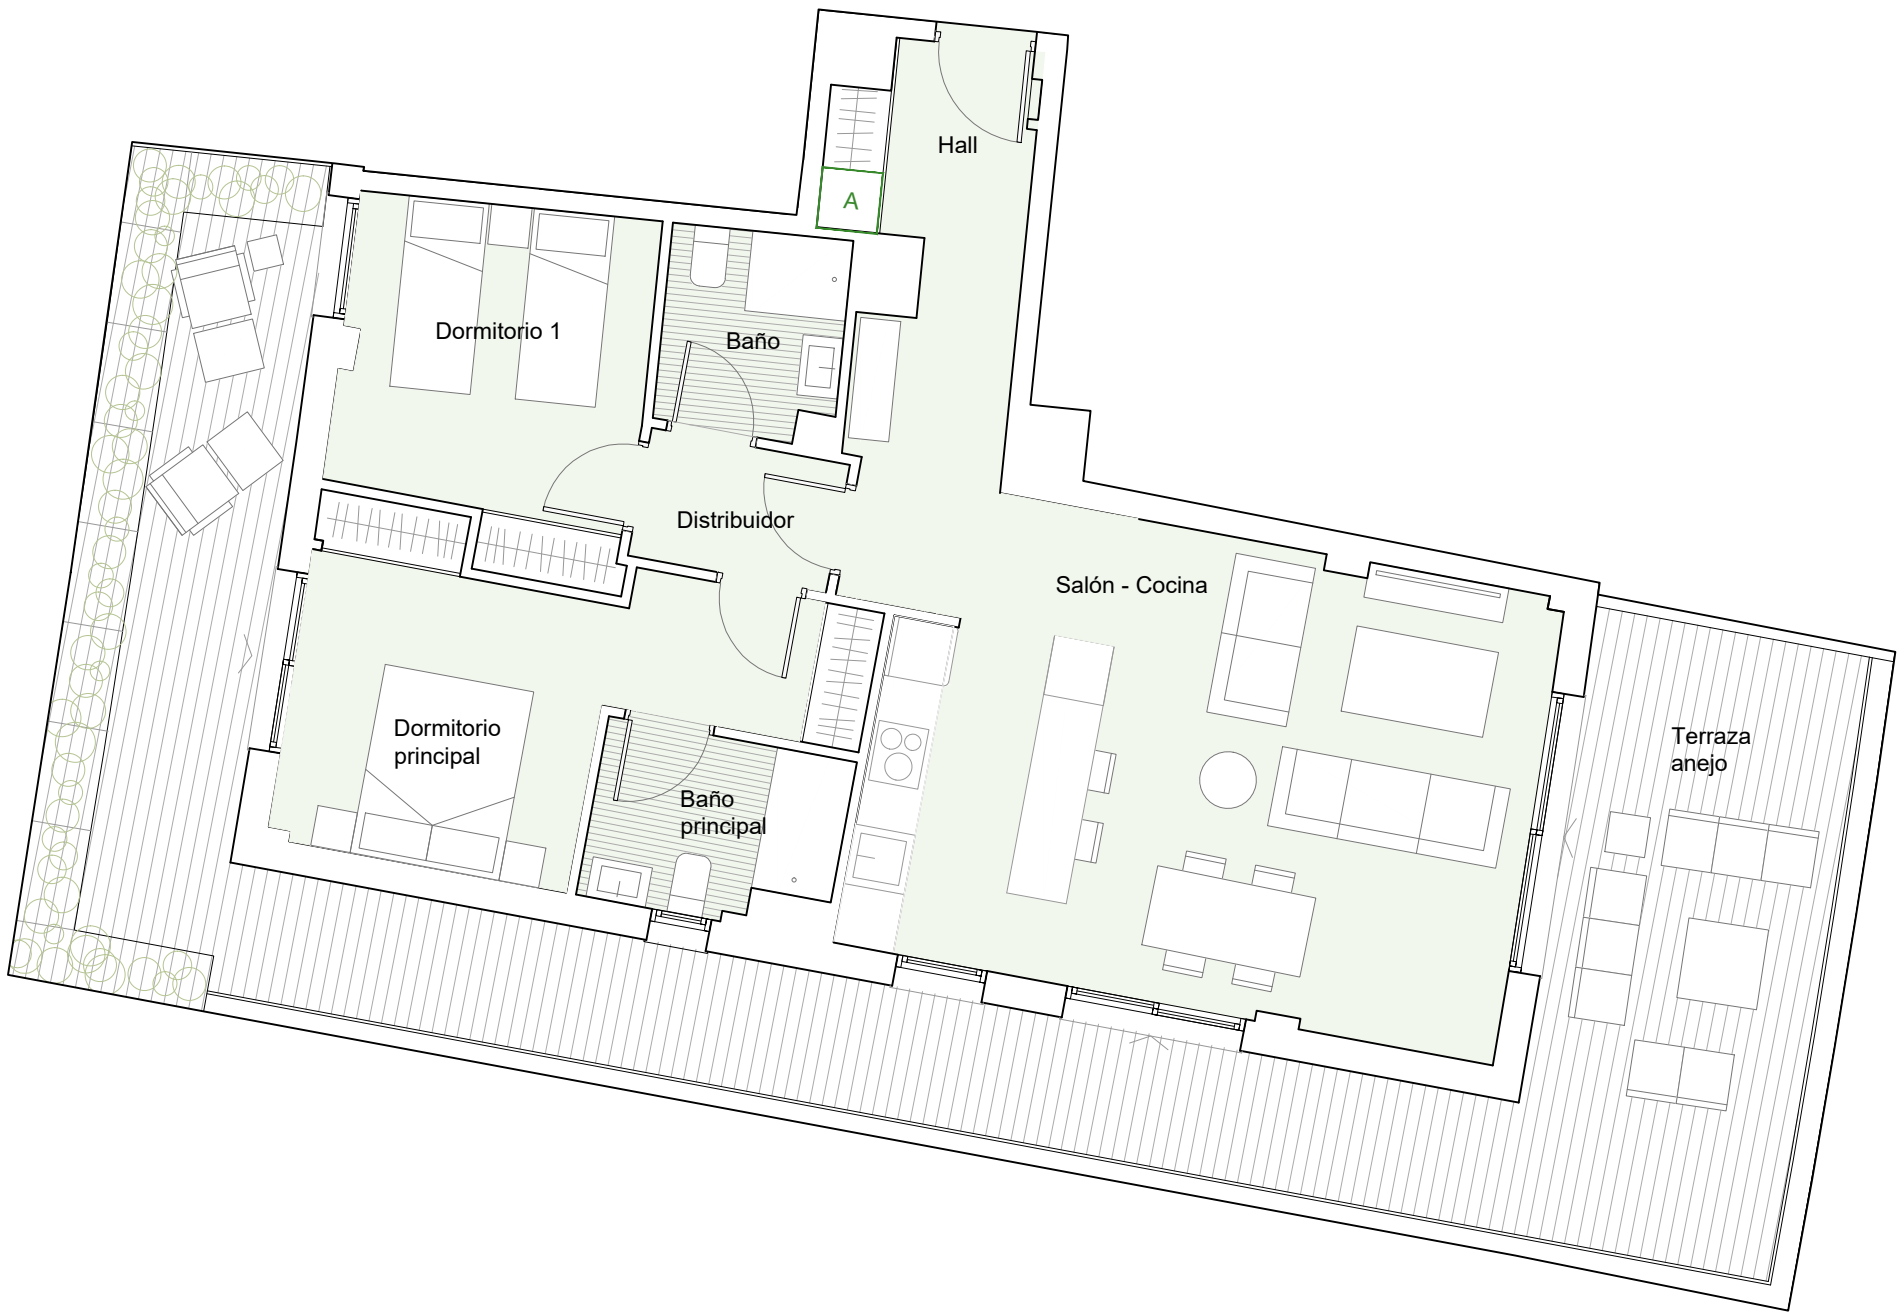 Hall
A
Dormitorio 1
Baño
Distribuidor
Salón - Cocina
Dormitorio
principal
Baño
principal
Terraza
anejo